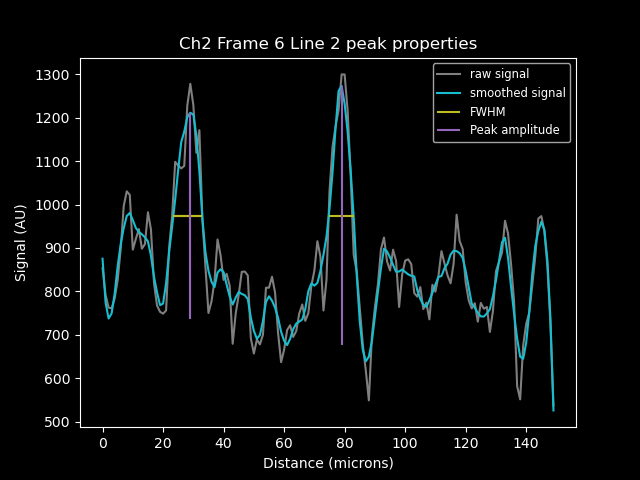 Ch2 Frame 6 Line 2 peak properties
raw signal
smoothed signal
FWHM
Peak amplitude
Signal (AU)
1300
1200
1100
1000
900
800
700
600
500
0 20 40 60 80 100 120 140
Distance (microns)